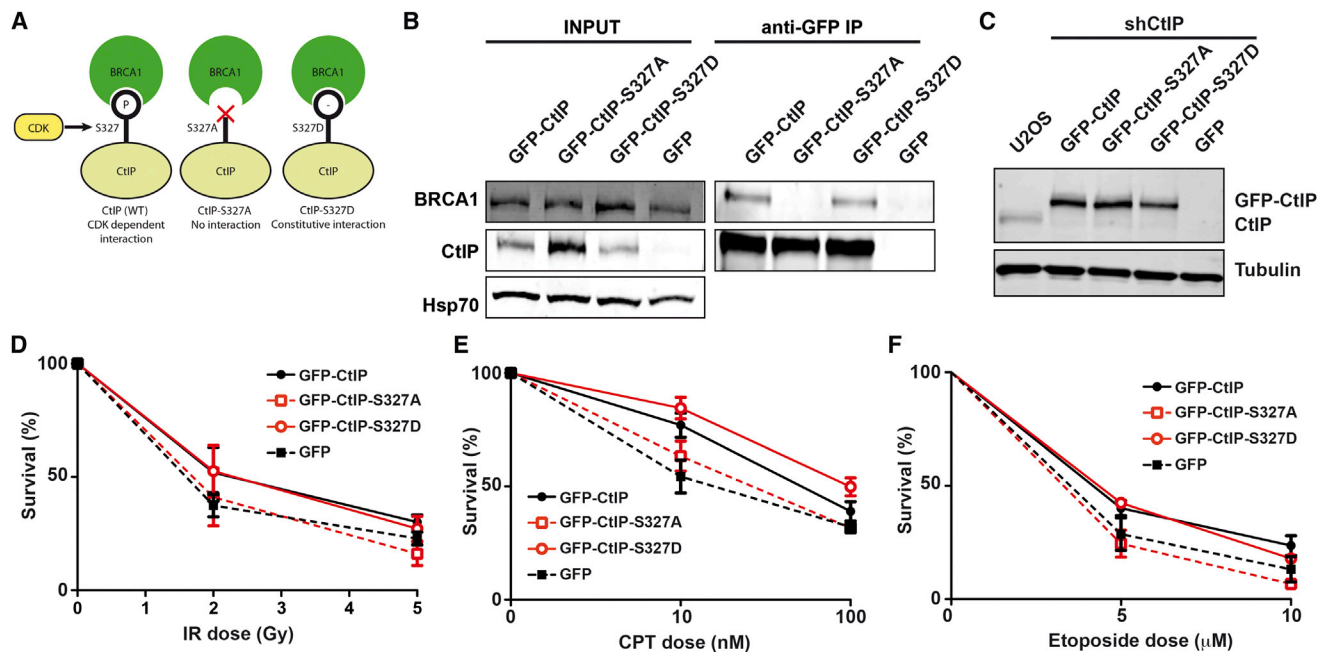 A
BRCA1
BRCA1
BRCA1
P
-
CDK
S327
S327A
S327D
CtIP
CtIP
CtIP
CtIP (WT)
CDK dependent
interaction
CtIP-S327A
No interaction
CtIP-S327D
Constitutive interaction
B
INPUT
anti-GFP IP
GFP-CtIP
GFP-CtIP-S327A
GFP-CtIP-S327D
GFP
GFP-CtIP
GFP-CtIP-S327A
GFP-CtIP-S327D
GFP
BRCA1
CtIP
Hsp70
C
shCtIP
U2OS
GFP-CtIP
GFP-CtIP-S327A
GFP-CtIP-S327D
GFP
GFP-CtIP
CtIP
Tubulin
D
Survival (%)
100
50
0
GFP-CtIP
GFP-CtIP-S327A
GFP-CtIP-S327D
GFP
0 1 2 3 4 5
IR dose (Gy)
E
Survival (%)
100
50
0
GFP-CtIP
GFP-CtIP-S327A
GFP-CtIP-S327D
GFP
0 10 100
CPT dose (nM)
F
Survival (%)
100
80
60
40
20
0
GFP-CtIP
GFP-CtIP-S327A
GFP-CtIP-S327D
GFP
0 5 10
Etoposide dose (μM)